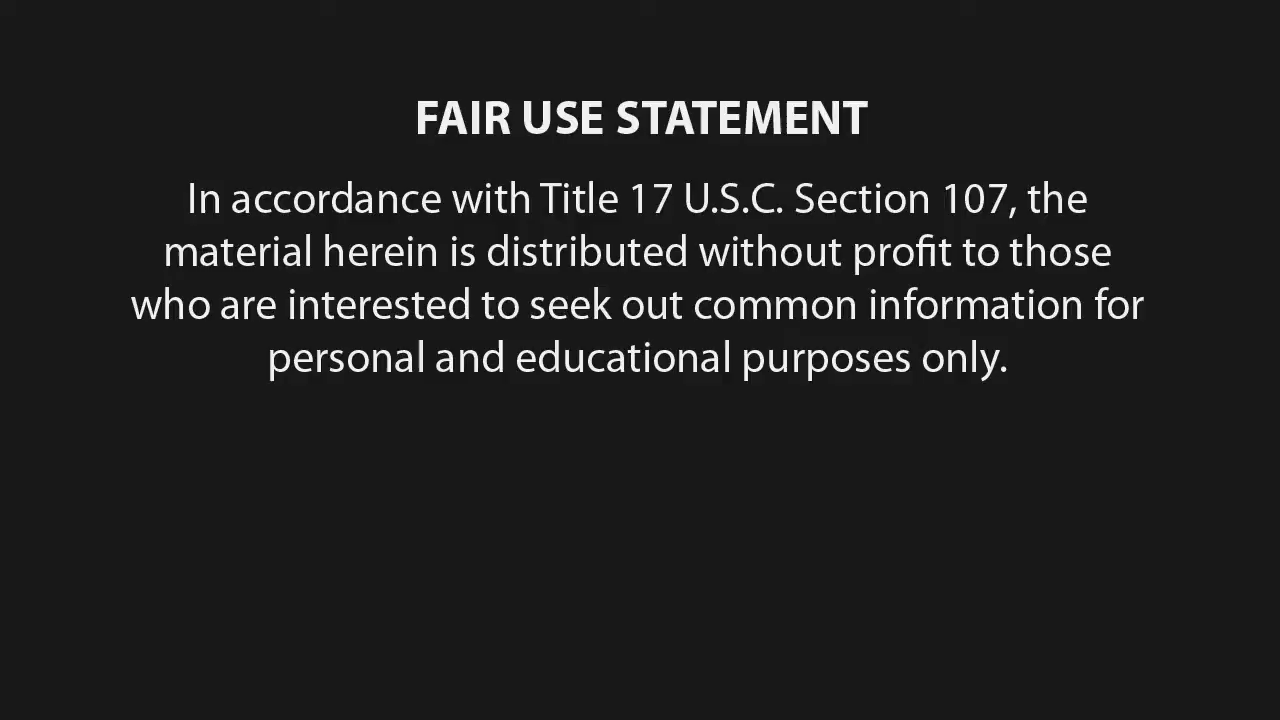 FAIR USE STATEMENT
In accordance with Title 17 U.S.C. Section 107, the
material herein is distributed without profit to those
who are interested to seek out common information for
personal and educational purposes only.